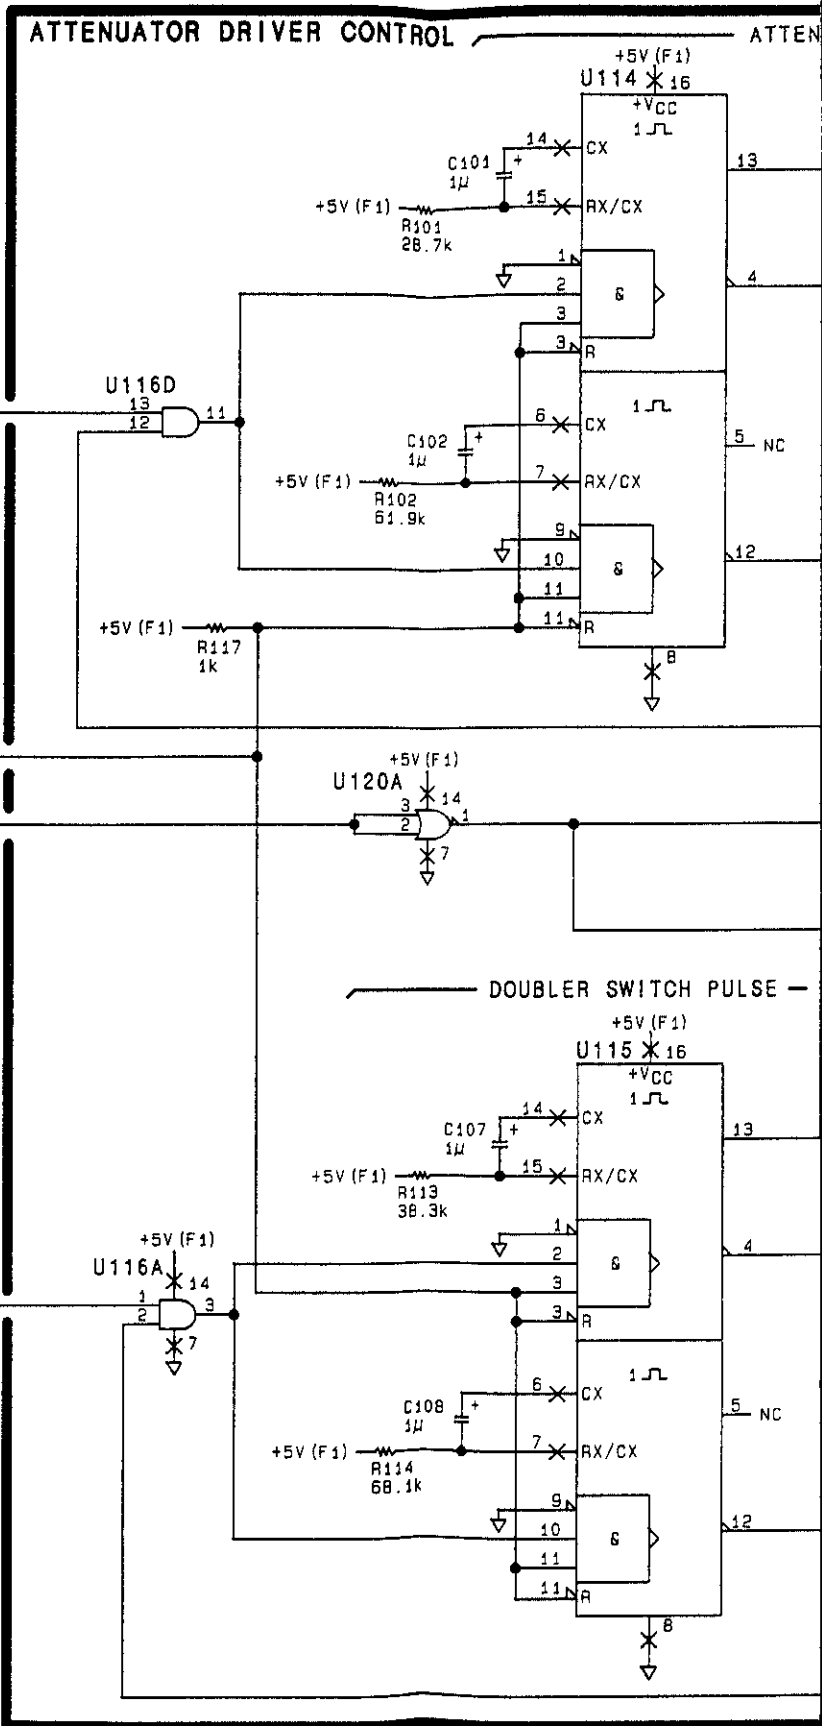 ATTENUATOR DRIVER CONTROL
ATTEN
+5V(F1)
U114
16
+VCC
1
14
CX
C101
+
1µ
13
+5V(F1)
15
RX/CX
R101
28.7k
1
2
&
4
3
3
R
U116D
13
12
11
1
6
CX
C102
+
1µ
5
NC
+5V(F1)
7
RX/CX
R102
61.9k
9
10
&
12
11
+5V(F1)
11
R
R117
1k
8
+5V(F1)
U120A
14
3
2
1
7
DOUBLER SWITCH PULSE
+5V(F1)
U115
16
+VCC
1
14
CX
C107
+
1µ
13
+5V(F1)
15
RX/CX
R113
38.3k
1
2
&
4
3
3
R
+5V(F1)
U116A
14
1
2
3
7
1
6
CX
C108
+
1µ
5
NC
+5V(F1)
7
RX/CX
R114
68.1k
9
10
&
12
11
11
R
8